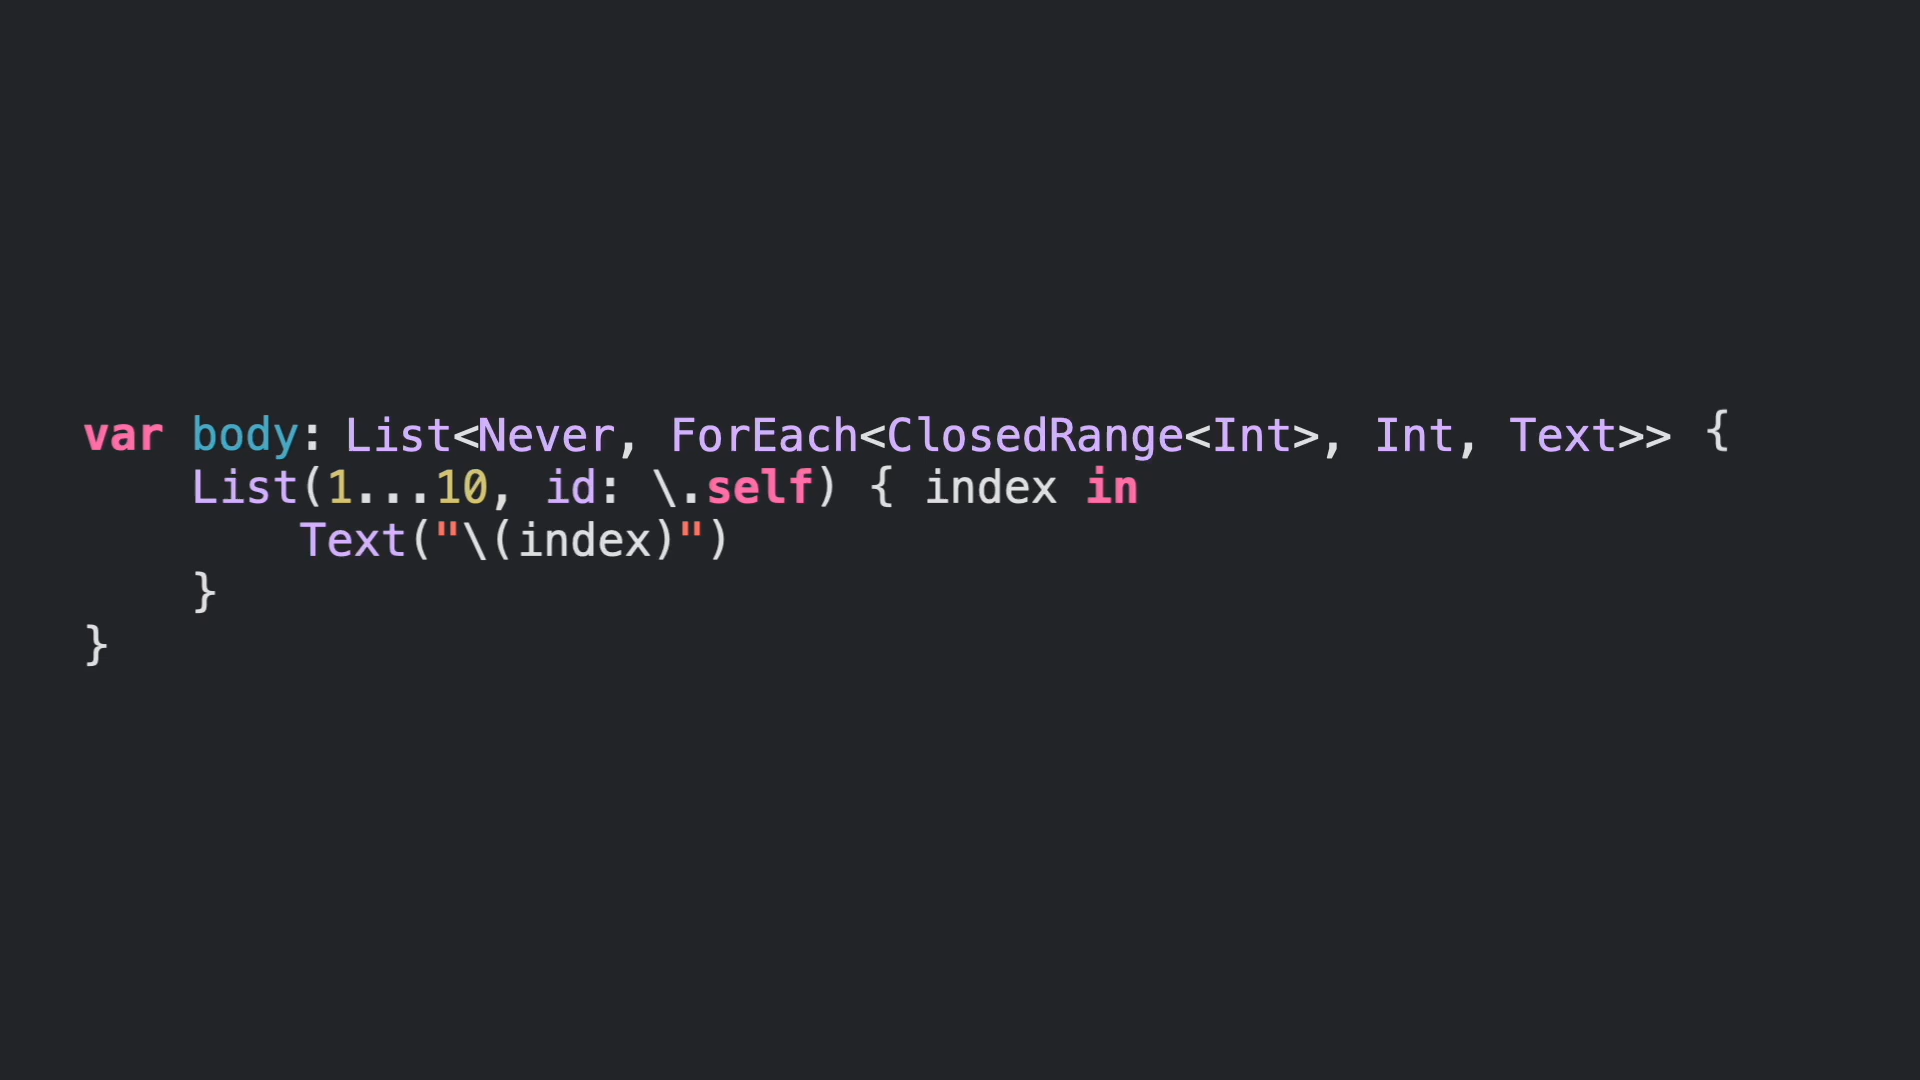 var body: List<Never, ForEach<ClosedRange<Int>, Int, Text>> {
    List(1...10, id: \.self) { index in
        Text("\(index)")
    }
}